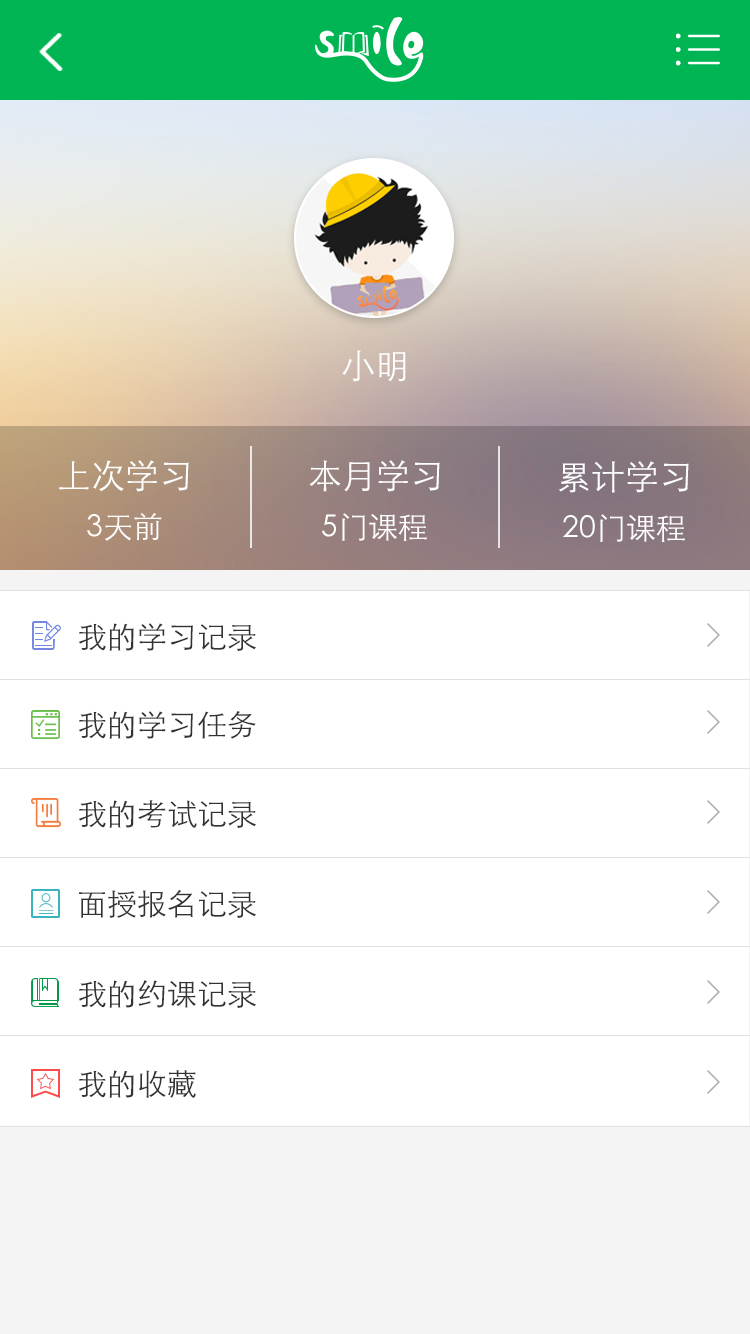 smile
smile
小明
上次学习
3天前
本月学习
5门课程
累计学习
20门课程
我的学习记录
我的学习任务
我的考试记录
面授报名记录
我的约课记录
我的收藏